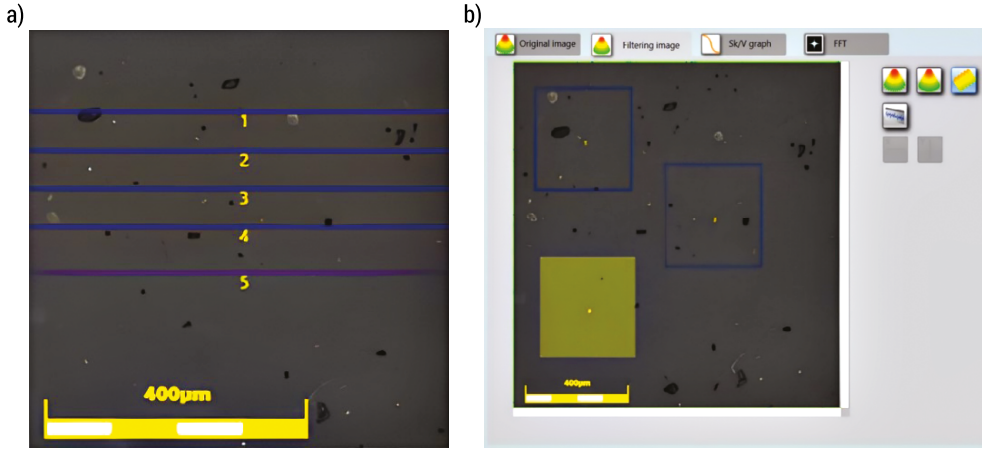 a)
1
2
3
4
5
400µm
b)
Original image
Filtering image
Sk/V graph
FFT
400µm